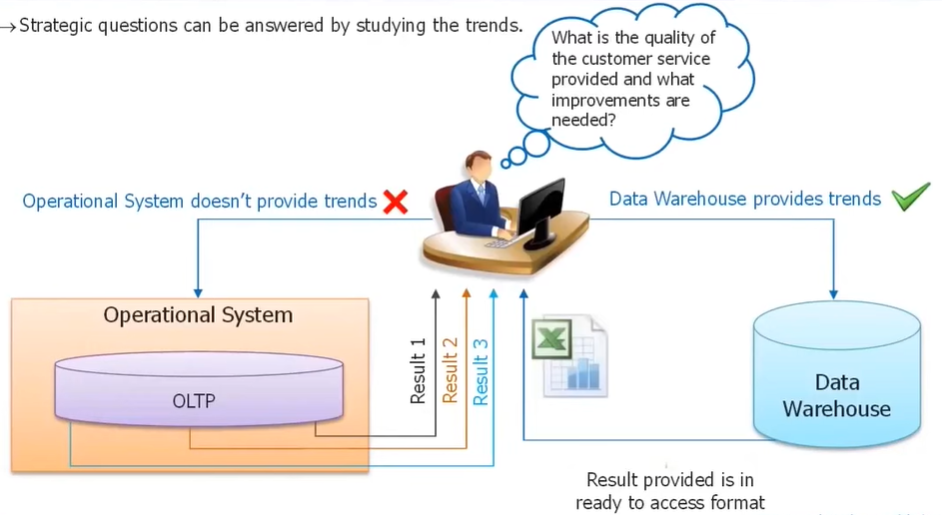 →Strategic questions can be answered by studying the trends.
What is the quality of
the customer service
provided and what
improvements are
needed?
Operational System doesn't provide trends
Data Warehouse provides trends
Operational System
OLTP
Result 1
Result 2
Result 3
X
Data
Warehouse
Result provided is in
ready to access format